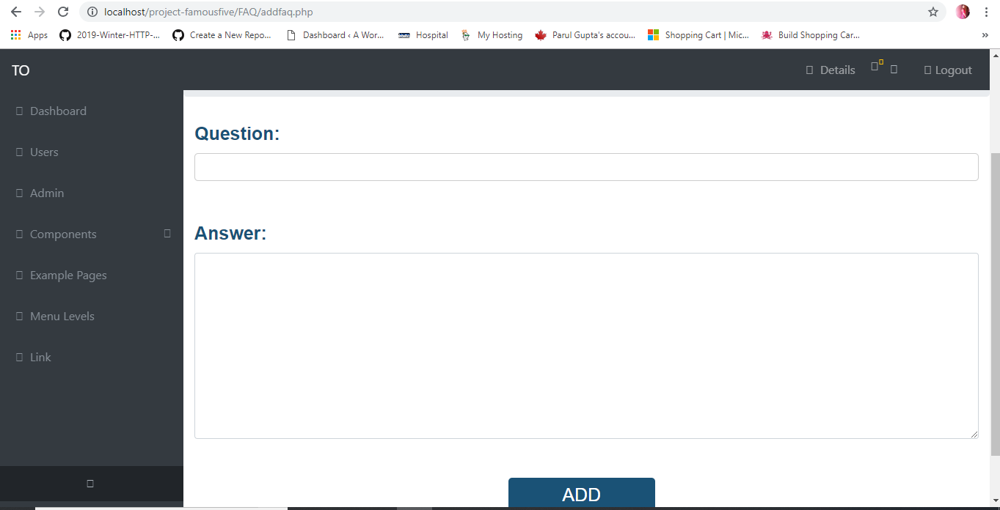 localhost/project-famousfive/FAQ/addfaq.php
Apps 2019-Winter-HTTP-... Create a New Repo... Dashboard ‹ A Wor... Hospital My Hosting Parul Gupta's accou... Shopping Cart | Mic... Build Shopping Car... »
TO Details Logout
Dashboard
Users
Admin
Components
Example Pages
Menu Levels
Link
Question:
Answer:
ADD